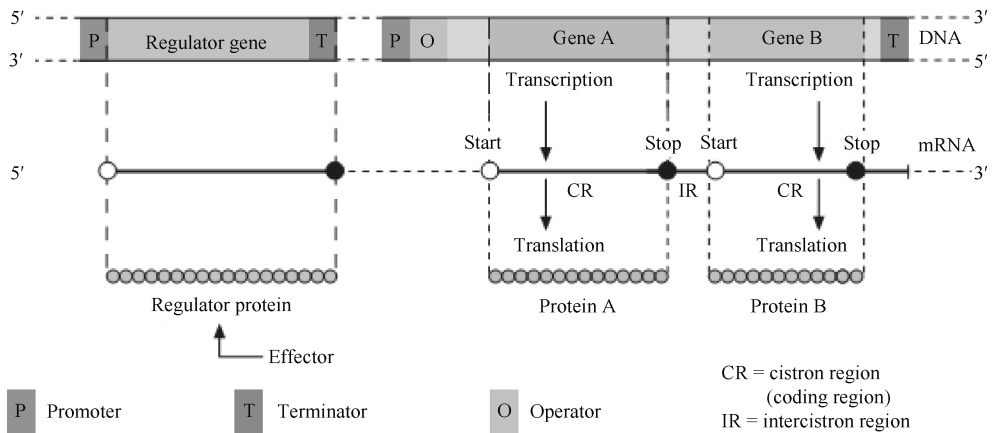 5′ 3′
P Regulator gene T P O Gene A Gene B T DNA
3′ 5′
Transcription Transcription
Start Stop Start Stop mRNA
5′ 3′
CR IR CR
Translation Translation
Regulator protein Protein A Protein B
Effector
CR = cistron region
(coding region)
P Promoter T Terminator O Operator
IR = intercistron region